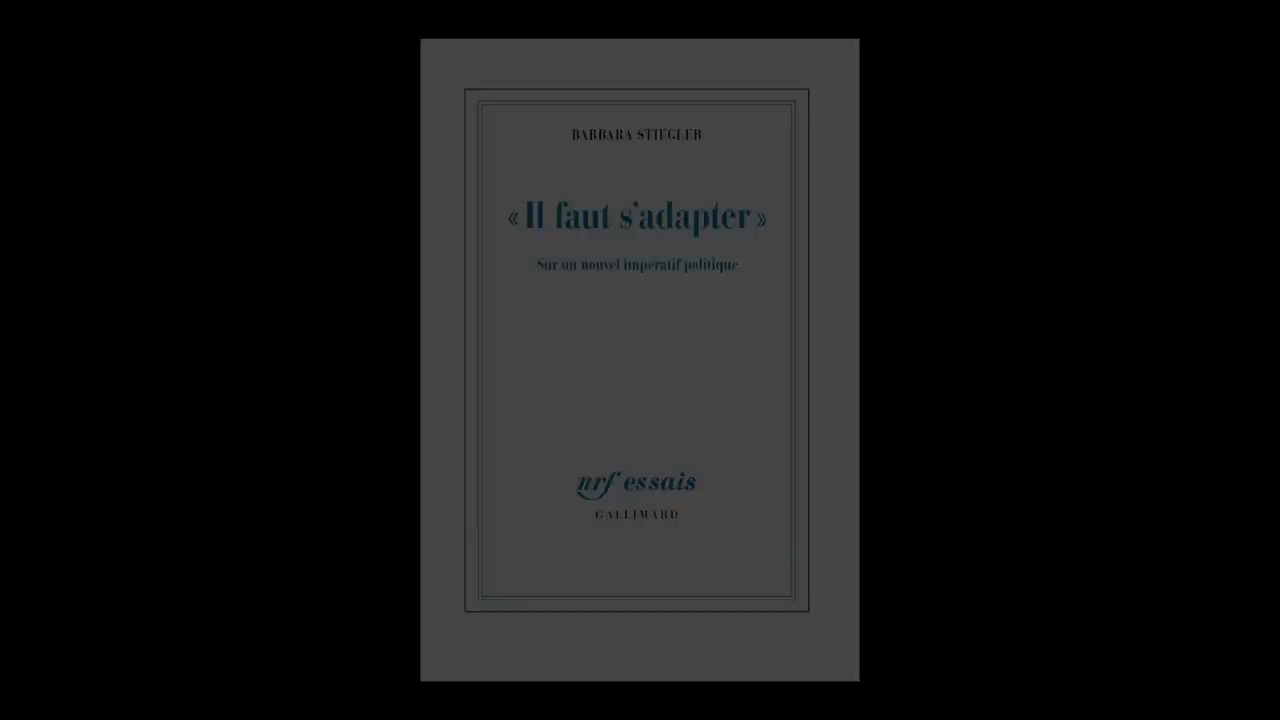 BARBARA STIEGLER
« Il faut s'adapter »
Sur un nouvel impératif politique
nrf essais
GALLIMARD